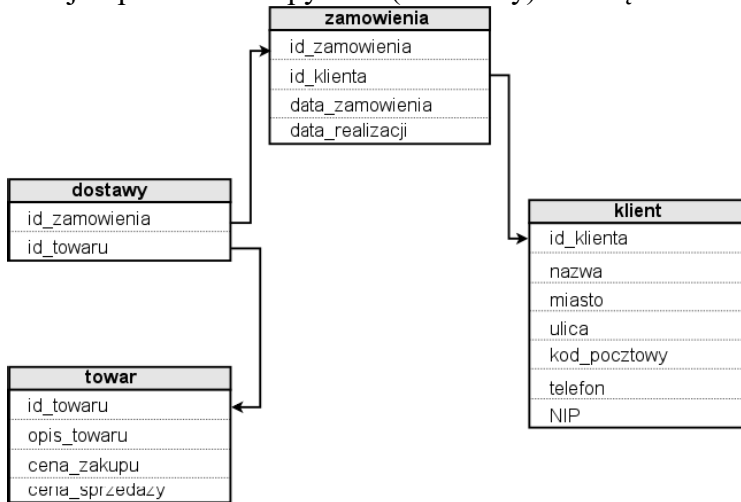 zamowienia
id_zamowienia
id_klienta
data_zamowienia
data_realizacji
dostawy
id_zamowienia
id_towaru
klient
id_klienta
nazwa
miasto
ulica
kod_pocztowy
telefon
NIP
towar
id_towaru
opis_towaru
cena_zakupu
cena_sprzedazy